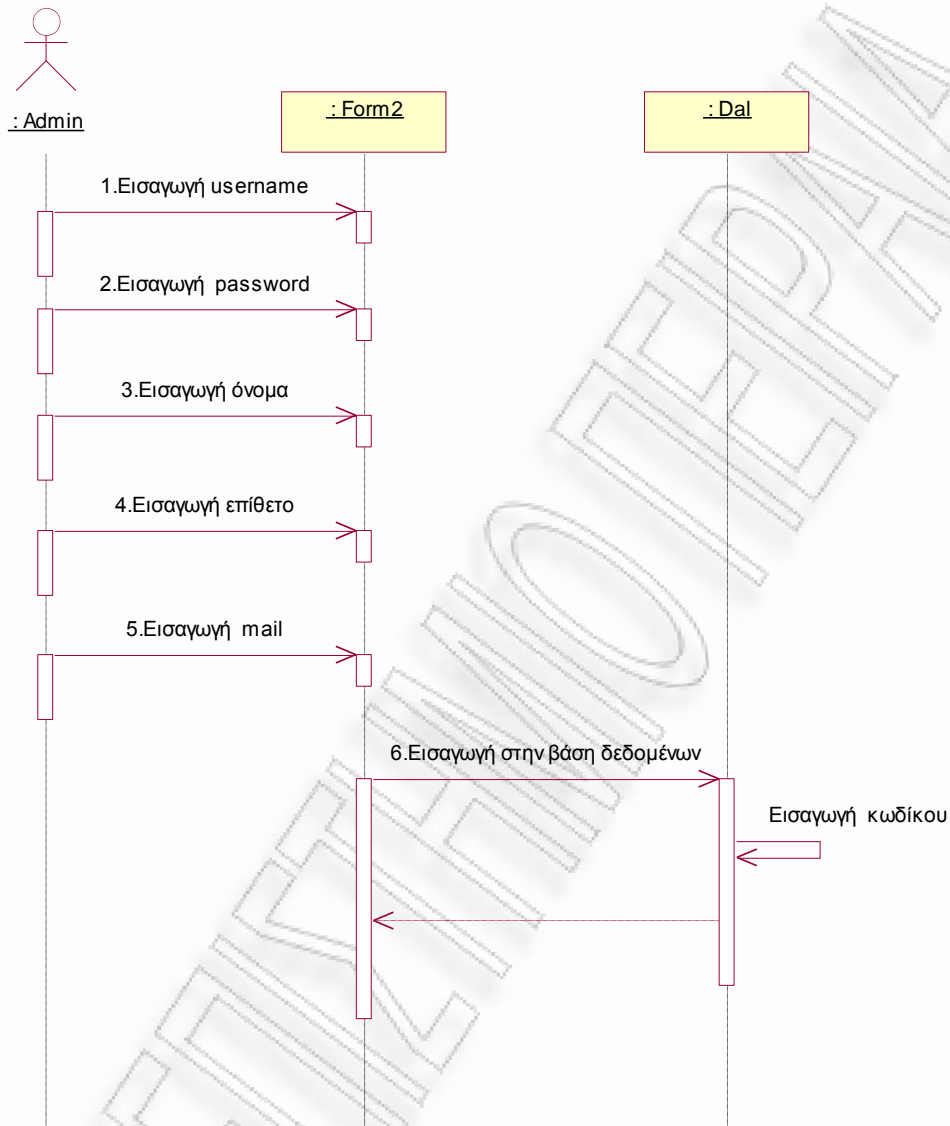 : Admin
: Form2
: Dal
1.Εισαγωγή username
2.Εισαγωγή password
3.Εισαγωγή όνομα
4.Εισαγωγή επίθετο
5.Εισαγωγή mail
6.Εισαγωγή στην βάση δεδομένων
Εισαγωγή κωδίκου